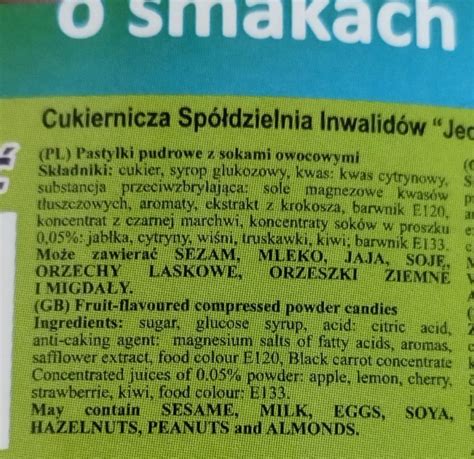 o smakach
Cukiernicza Spółdzielnia Inwalidów "Jed
(PL) Pastylki pudrowe z sokami owocowymi
Składniki: cukier, syrop glukozowy, kwas: kwas cytrynowy,
substancja przeciwzbrylająca: sole magnezowe kwasów
tłuszczowych, aromaty, ekstrakt z krokosza, barwnik E120,
koncentrat z czarnej marchwi, koncentraty soków w proszku
0,05%: jabłka, cytryny, wiśni, truskawki, kiwi; barwnik E133.
Może zawierać SEZAM, MLEKO, JAJA, SOJĘ,
ORZECHY LASKOWE, ORZESZKI ZIEMNE
I MIGDAŁY.
(GB) Fruit-flavoured compressed powder candies
Ingredients: sugar, glucose syrup, acid: citric acid,
anti-caking agent: magnesium salts of fatty acids, aromas,
safflower extract, food colour E120, Black carrot concentrate
Concentrated juices of 0.05% powder: apple, lemon, cherry,
strawberrie, kiwi, food colour: E133.
May contain SESAME, MILK, EGGS, SOYA,
HAZELNUTS, PEANUTS and ALMONDS.